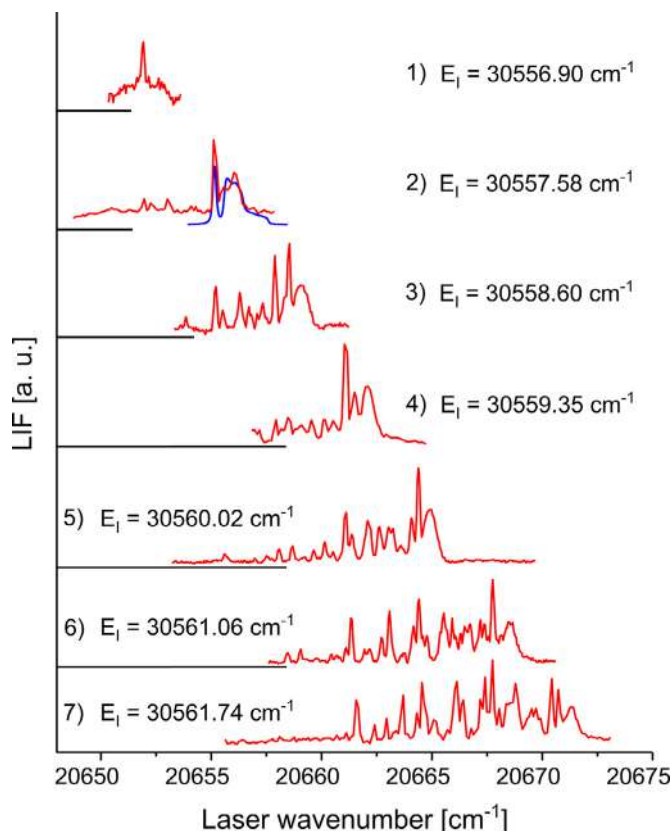 1) E_I = 30556.90 cm⁻¹
2) E_I = 30557.58 cm⁻¹
3) E_I = 30558.60 cm⁻¹
4) E_I = 30559.35 cm⁻¹
5) E_I = 30560.02 cm⁻¹
6) E_I = 30561.06 cm⁻¹
7) E_I = 30561.74 cm⁻¹
LIF [a. u.]
20650 20655 20660 20665 20670 20675
Laser wavenumber [cm⁻¹]